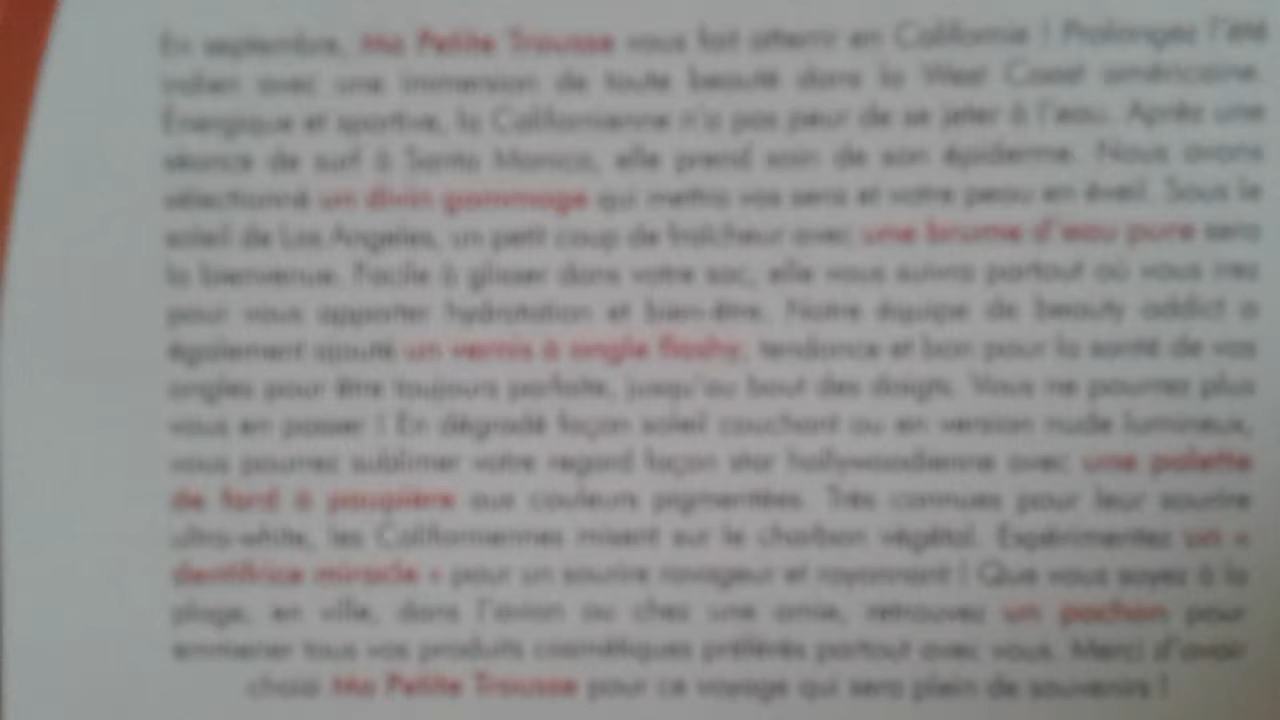 En septembre, Ma Petite Trousse vous fait atterrir en Californie ! Prolongez l'été
indien avec une immersion de toute beauté dans la West Coast américaine.
Énergique et sportive, la Californienne n'a pas peur de se jeter à l'eau. Après une
séance de surf à Santa Monica, elle prend soin de son épiderme. Nous avons
sélectionné un divin gommage qui mettra vos sens et votre peau en éveil. Sous le
soleil de Los Angeles, un petit coup de fraîcheur avec une brume d'eau pure sera
la bienvenue. Facile à glisser dans votre sac, elle vous suivra partout où vous irez
pour vous apporter hydratation et bien-être. Notre équipe de beauty addict a
également ajouté un vernis à ongle flashy, tendance et bon pour la santé de vos
ongles pour être toujours parfaite, jusqu'au bout des doigts. Vous ne pourrez plus
vous en passer ! En dégradé façon soleil couchant ou en version nude lumineux,
vous pourrez sublimer votre regard façon star hollywoodienne avec une palette
de fard à paupière aux couleurs pigmentées. Très connues pour leur sourire
ultra-white, les Californiennes misent sur le charbon végétal. Expérimentez un «
dentifrice miracle » pour un sourire ravageur et rayonnant ! Que vous soyez à la
plage, en ville, dans l'avion ou chez une amie, retrouvez un pochon pour
emmener tous vos produits cosmétiques préférés partout avec vous. Merci d'avoir
choisi Ma Petite Trousse pour ce voyage qui sera plein de souvenirs !